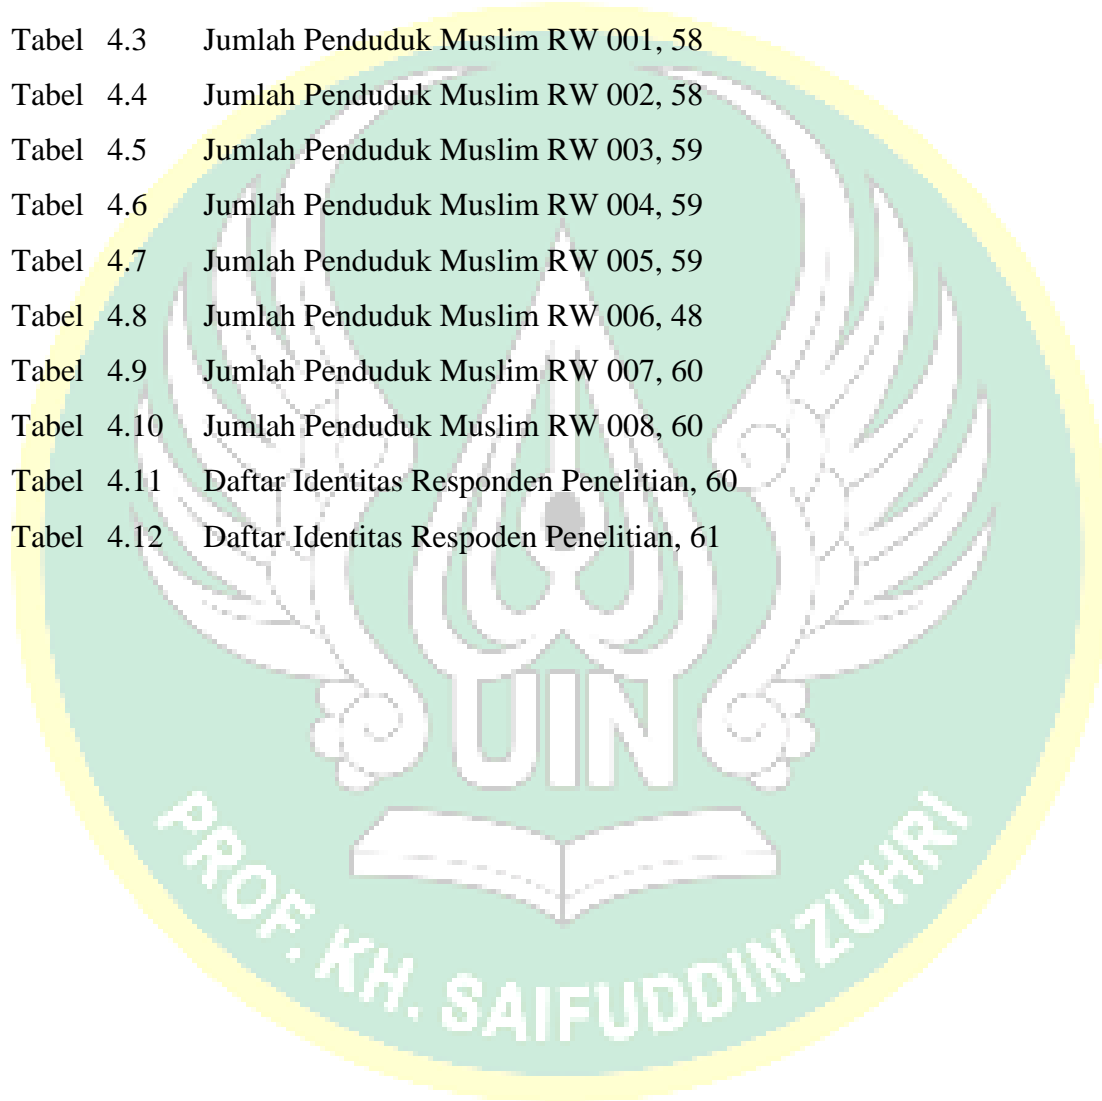 Tabel 4.3 Jumlah Penduduk Muslim RW 001, 58
Tabel 4.4 Jumlah Penduduk Muslim RW 002, 58
Tabel 4.5 Jumlah Penduduk Muslim RW 003, 59
Tabel 4.6 Jumlah Penduduk Muslim RW 004, 59
Tabel 4.7 Jumlah Penduduk Muslim RW 005, 59
Tabel 4.8 Jumlah Penduduk Muslim RW 006, 48
Tabel 4.9 Jumlah Penduduk Muslim RW 007, 60
Tabel 4.10 Jumlah Penduduk Muslim RW 008, 60
Tabel 4.11 Daftar Identitas Responden Penelitian, 60
Tabel 4.12 Daftar Identitas Respoden Penelitian, 61
UIN
PROF. KH. SAIFUDDIN ZUHRI